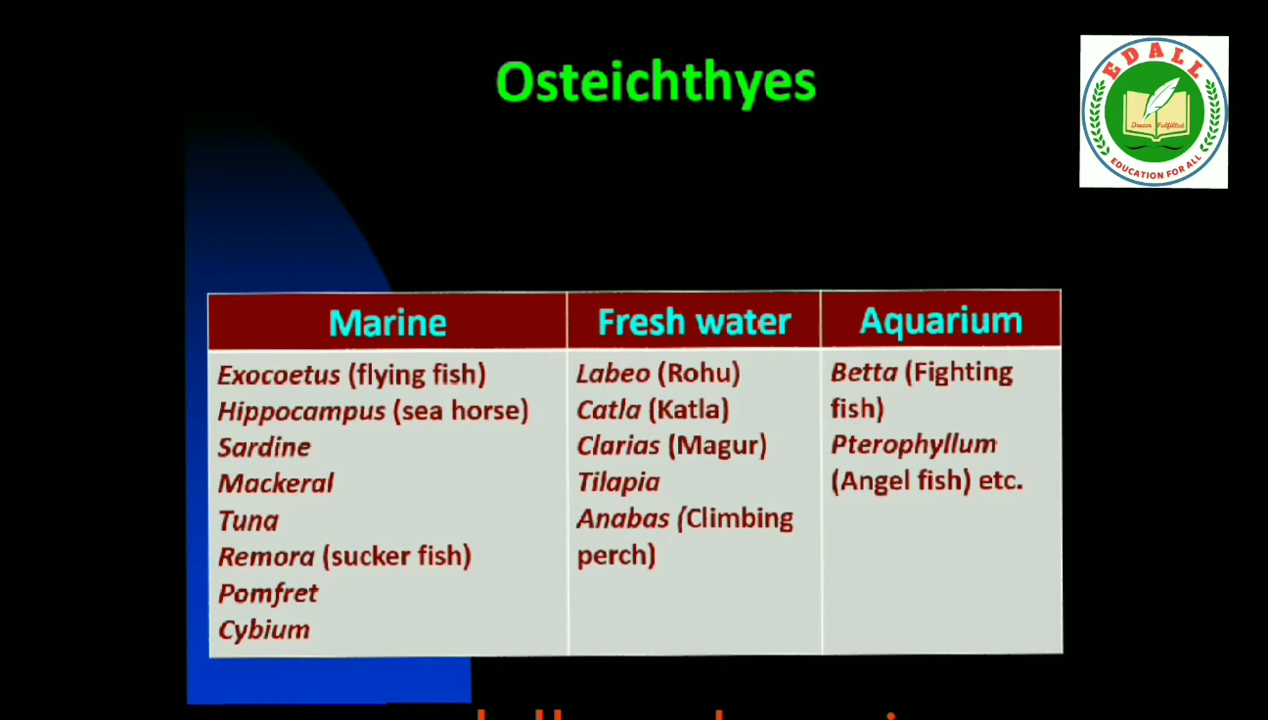 Osteichthyes
EDALL
Dream Fulfilled
EDUCATION FOR ALL
Marine
Fresh water
Aquarium
Exocoetus (flying fish)
Hippocampus (sea horse)
Sardine
Mackeral
Tuna
Remora (sucker fish)
Pomfret
Cybium
Labeo (Rohu)
Catla (Katla)
Clarias (Magur)
Tilapia
Anabas (Climbing
perch)
Betta (Fighting
fish)
Pterophyllum
(Angel fish) etc.